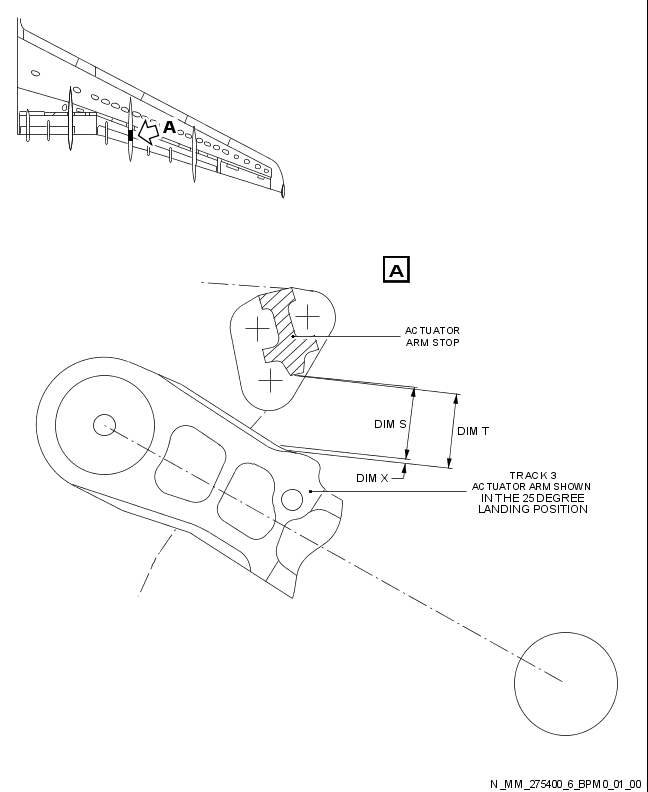 A
A
ACTUATOR
ARM STOP
DIM S
DIM T
DIM X
TRACK 3
ACTUATOR ARM SHOWN
IN THE 25 DEGREE
LANDING POSITION
N_MM_275400_6_BPM0_01_00